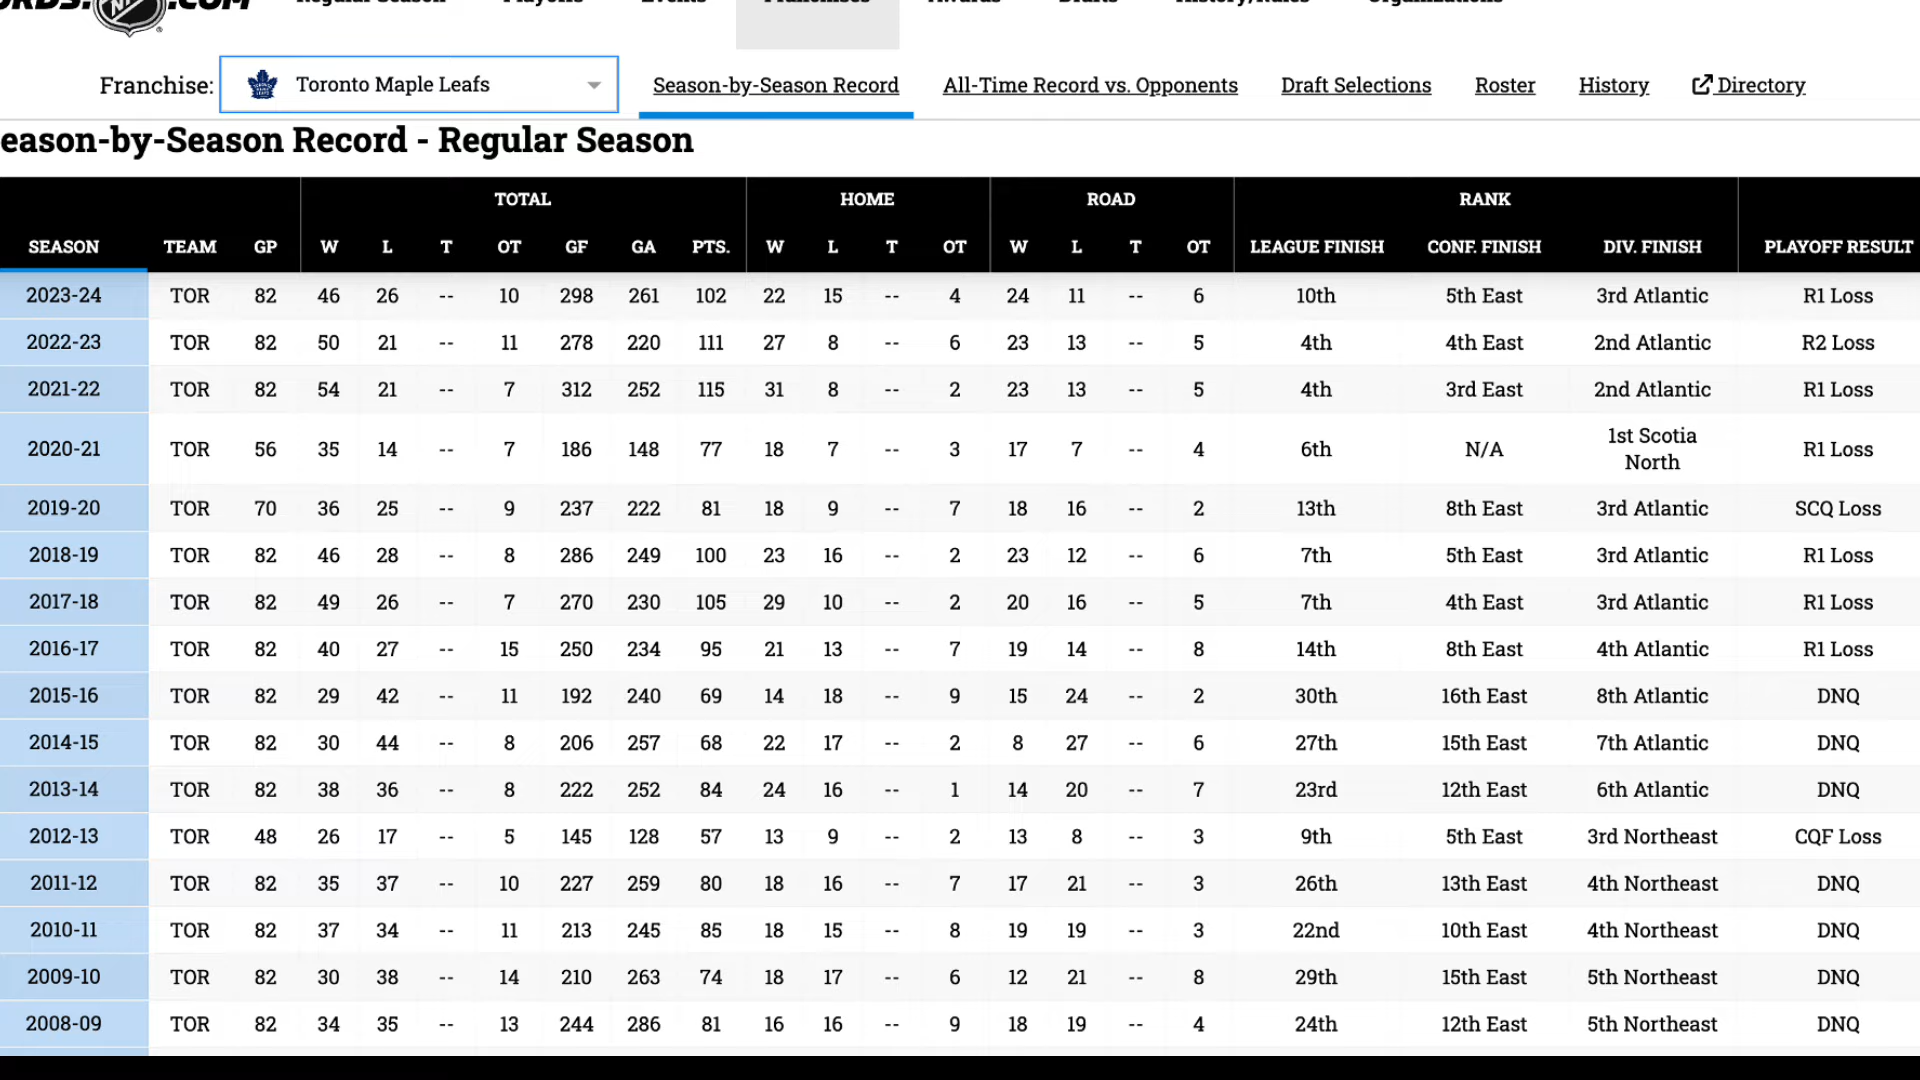 .COM
Franchise: Toronto Maple Leafs Season-by-Season Record All-Time Record vs. Opponents Draft Selections Roster History Directory
eason-by-Season Record - Regular Season
TOTAL HOME ROAD RANK
SEASON TEAM GP W L T OT GF GA PTS. W L T OT W L T OT LEAGUE FINISH CONF. FINISH DIV. FINISH PLAYOFF RESULT
2023-24 TOR 82 46 26 -- 10 298 261 102 22 15 -- 4 24 11 -- 6 10th 5th East 3rd Atlantic R1 Loss
2022-23 TOR 82 50 21 -- 11 278 220 111 27 8 -- 6 23 13 -- 5 4th 4th East 2nd Atlantic R2 Loss
2021-22 TOR 82 54 21 -- 7 312 252 115 31 8 -- 2 23 13 -- 5 4th 3rd East 2nd Atlantic R1 Loss
2020-21 TOR 56 35 14 -- 7 186 148 77 18 7 -- 3 17 7 -- 4 6th N/A 1st Scotia North R1 Loss
2019-20 TOR 70 36 25 -- 9 237 222 81 18 9 -- 7 18 16 -- 2 13th 8th East 3rd Atlantic SCQ Loss
2018-19 TOR 82 46 28 -- 8 286 249 100 23 16 -- 2 23 12 -- 6 7th 5th East 3rd Atlantic R1 Loss
2017-18 TOR 82 49 26 -- 7 270 230 105 29 10 -- 2 20 16 -- 5 7th 4th East 3rd Atlantic R1 Loss
2016-17 TOR 82 40 27 -- 15 250 234 95 21 13 -- 7 19 14 -- 8 14th 8th East 4th Atlantic R1 Loss
2015-16 TOR 82 29 42 -- 11 192 240 69 14 18 -- 9 15 24 -- 2 30th 16th East 8th Atlantic DNQ
2014-15 TOR 82 30 44 -- 8 206 257 68 22 17 -- 2 8 27 -- 6 27th 15th East 7th Atlantic DNQ
2013-14 TOR 82 38 36 -- 8 222 252 84 24 16 -- 1 14 20 -- 7 23rd 12th East 6th Atlantic DNQ
2012-13 TOR 48 26 17 -- 5 145 128 57 13 9 -- 2 13 8 -- 3 9th 5th East 3rd Northeast CQF Loss
2011-12 TOR 82 35 37 -- 10 227 259 80 18 16 -- 7 17 21 -- 3 26th 13th East 4th Northeast DNQ
2010-11 TOR 82 37 34 -- 11 213 245 85 18 15 -- 8 19 19 -- 3 22nd 10th East 4th Northeast DNQ
2009-10 TOR 82 30 38 -- 14 210 263 74 18 17 -- 6 12 21 -- 8 29th 15th East 5th Northeast DNQ
2008-09 TOR 82 34 35 -- 13 244 286 81 16 16 -- 9 18 19 -- 4 24th 12th East 5th Northeast DNQ